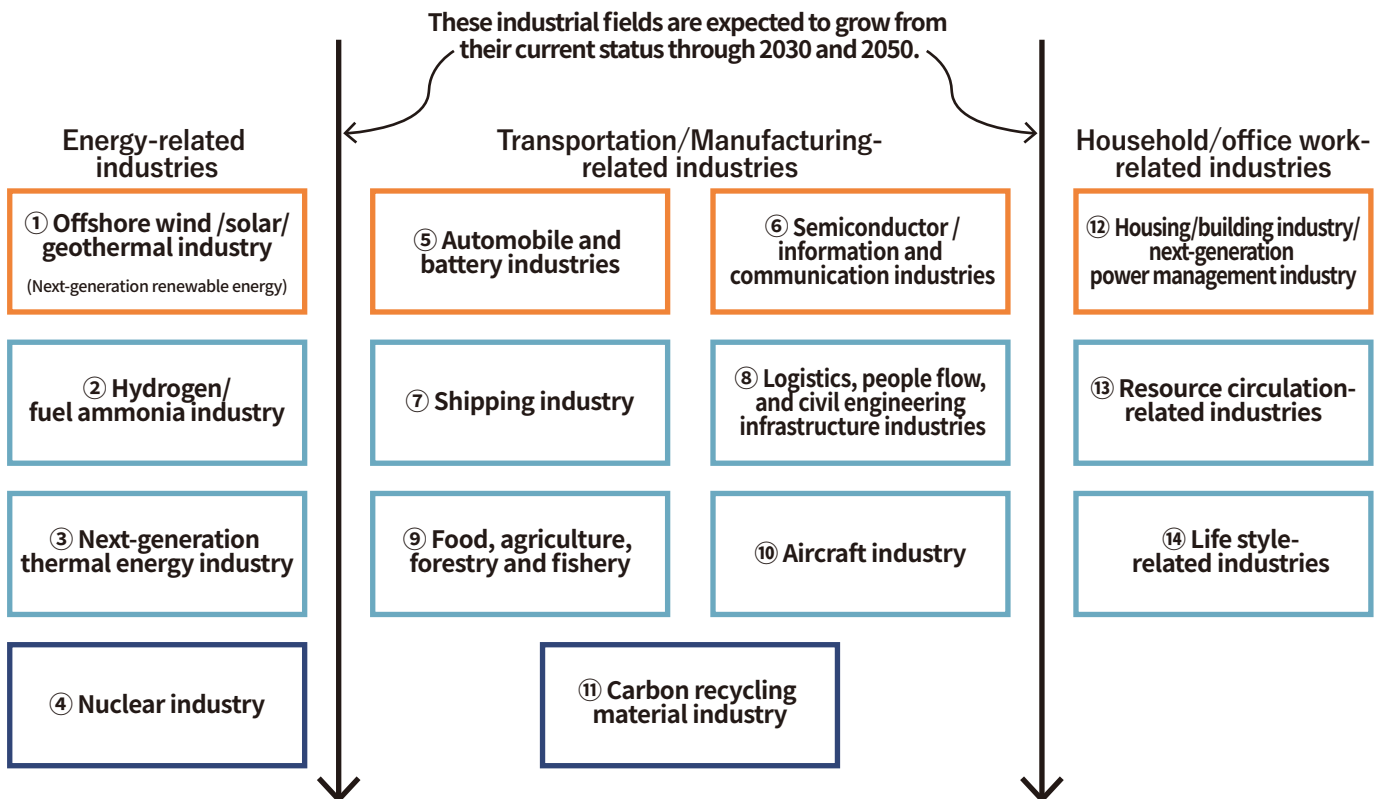 These industrial fields are expected to grow from
their current status through 2030 and 2050.
Energy-related
industries
① Offshore wind /solar/
geothermal industry
(Next-generation renewable energy)
② Hydrogen/
fuel ammonia industry
③ Next-generation
thermal energy industry
④ Nuclear industry
Transportation/Manufacturing-
related industries
⑤ Automobile and
battery industries
⑥ Semiconductor /
information and
communication industries
⑦ Shipping industry
⑧ Logistics, people flow,
and civil engineering
infrastructure industries
⑨ Food, agriculture,
forestry and fishery
⑩ Aircraft industry
⑪ Carbon recycling
material industry
Household/office work-
related industries
⑫ Housing/building industry/
next-generation
power management industry
⑬ Resource circulation-
related industries
⑭ Life style-
related industries